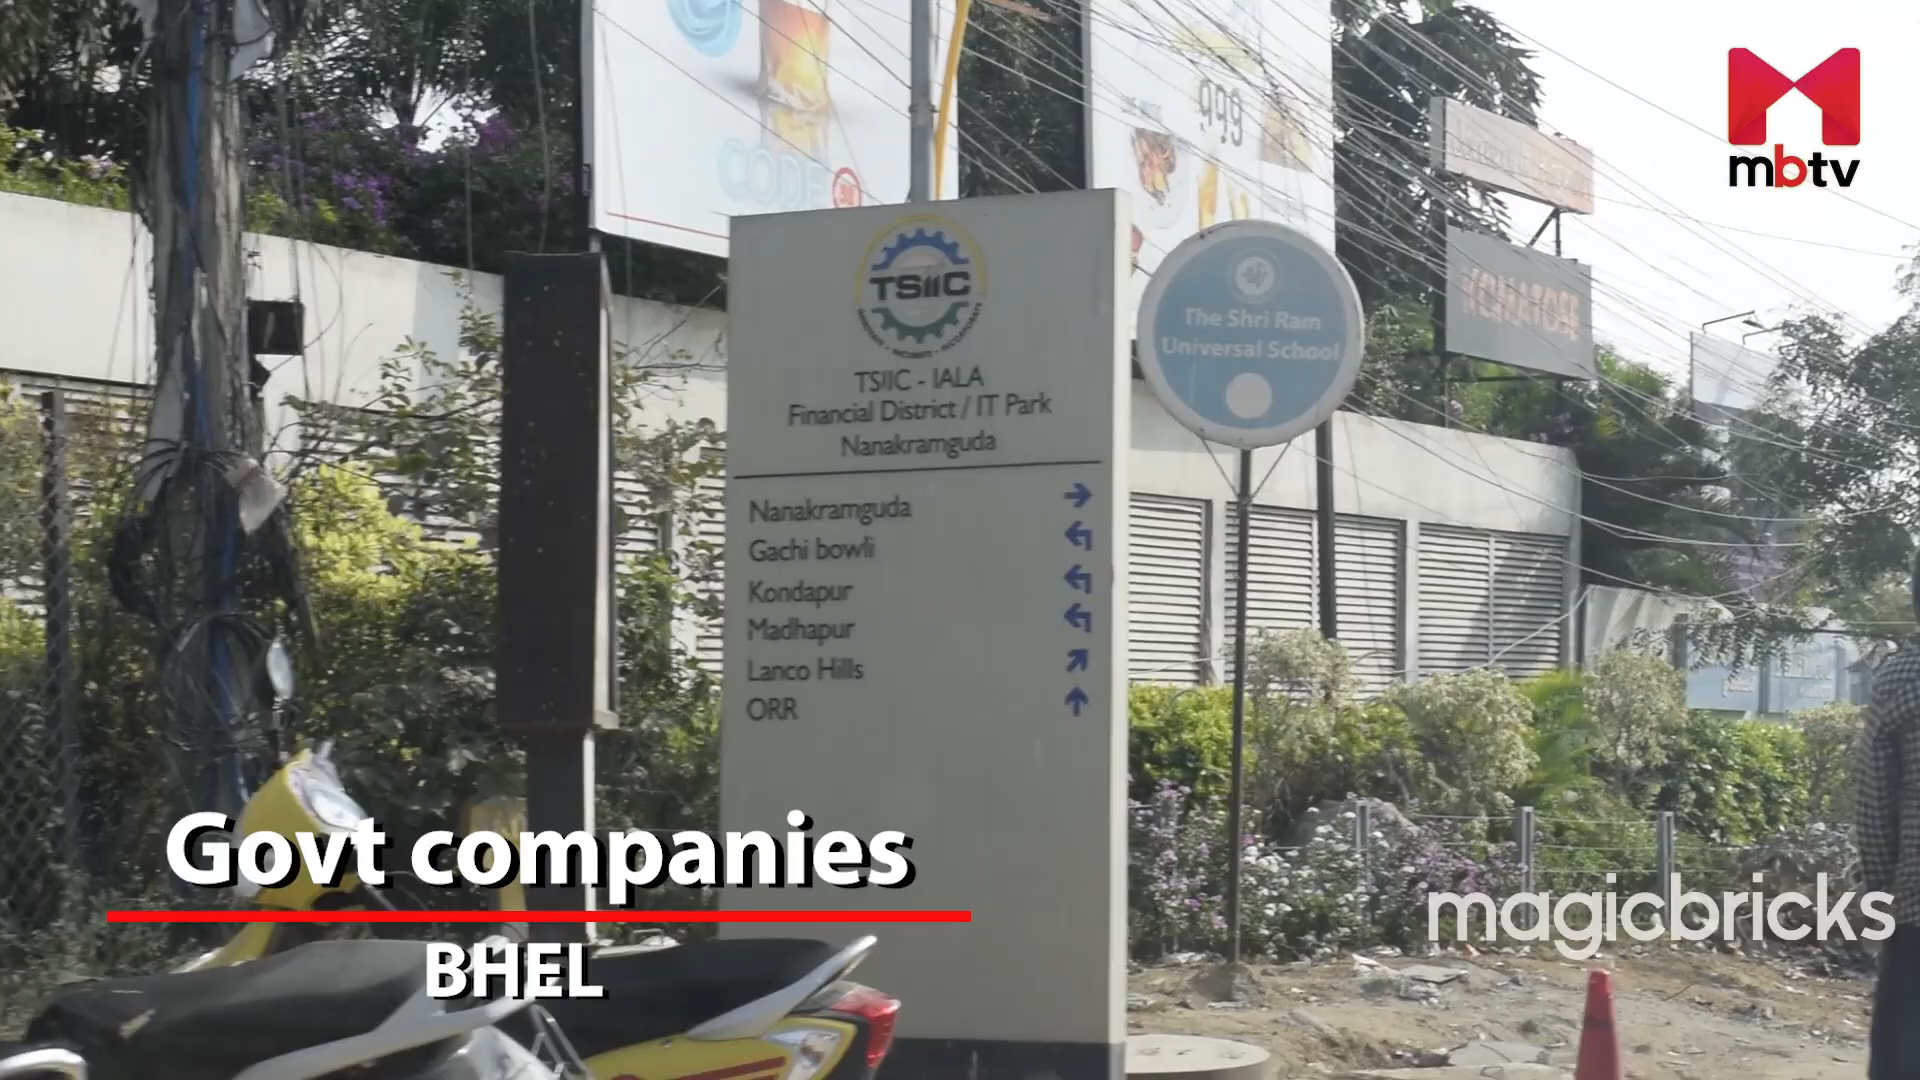 mbtv
CODE
999
TSIIC
TSIIC - IALA
Financial District / IT Park
Nanakramguda
Nanakramguda
Gachi bowli
Kondapur
Madhapur
Lanco Hills
ORR
The Shri Ram
Universal School
Govt companies
BHEL
magicbricks